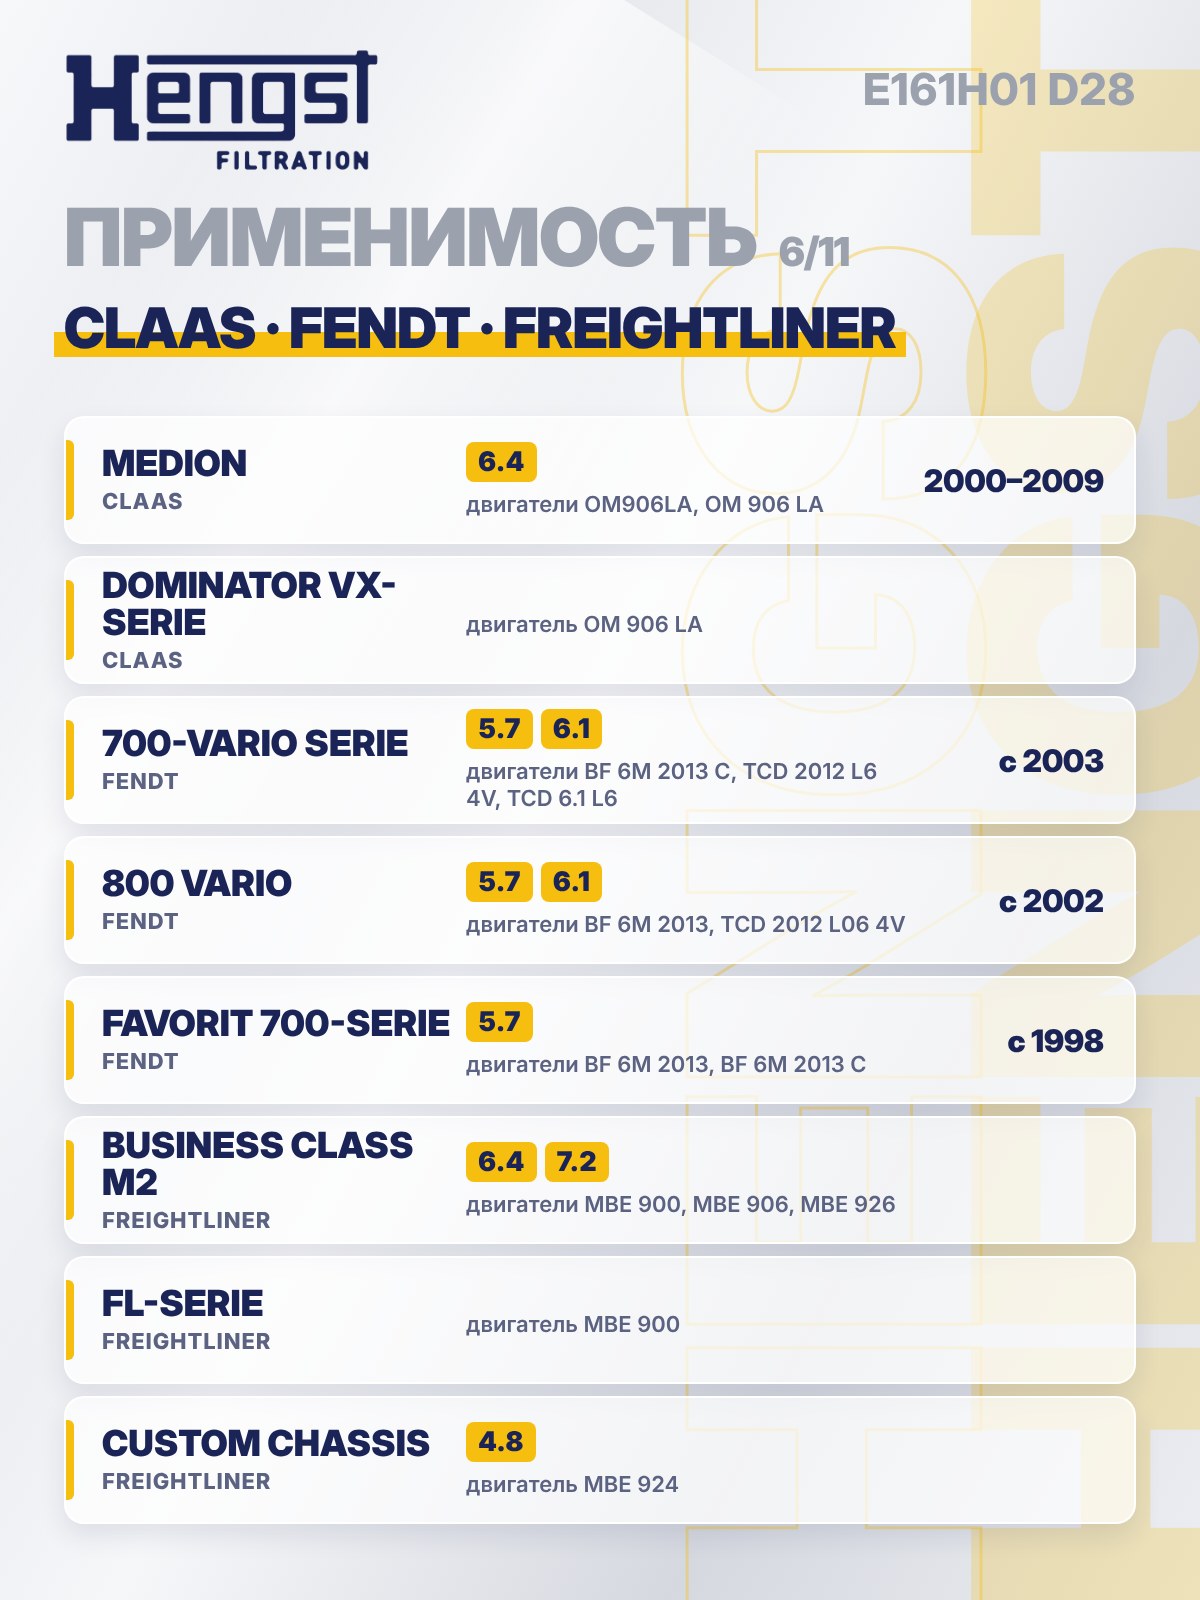 Hengst
FILTRATION
E161H01 D28
ПРИМЕНИМОСТЬ 6/11
CLAAS · FENDT · FREIGHTLINER
MEDION
CLAAS
6.4
двигатели OM906LA, OM 906 LA
2000–2009
DOMINATOR VX-
SERIE
CLAAS
двигатель OM 906 LA
700-VARIO SERIE
FENDT
5.7 6.1
двигатели BF 6M 2013 C, TCD 2012 L6
4V, TCD 6.1 L6
с 2003
800 VARIO
FENDT
5.7 6.1
двигатели BF 6M 2013, TCD 2012 L06 4V
с 2002
FAVORIT 700-SERIE
FENDT
5.7
двигатели BF 6M 2013, BF 6M 2013 C
с 1998
BUSINESS CLASS
M2
FREIGHTLINER
6.4 7.2
двигатели MBE 900, MBE 906, MBE 926
FL-SERIE
FREIGHTLINER
двигатель MBE 900
CUSTOM CHASSIS
FREIGHTLINER
4.8
двигатель MBE 924
HENGST
HENGST